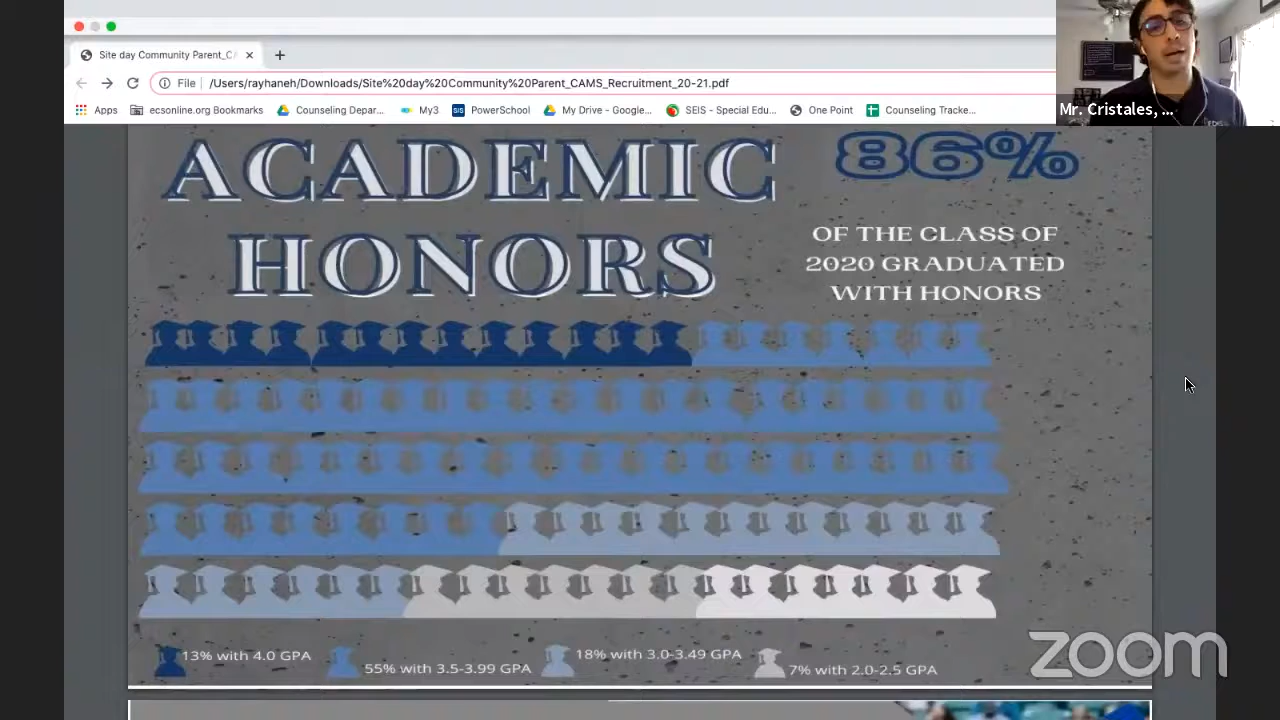 Site day Community Parent_CA
File
/Users/rayhaneh/Downloads/Site%20day%20Community%20Parent_CAMS_Recruitment_20-21.pdf
Apps
ecsonline.org Bookmarks
Counseling Depar...
My3
SIS
PowerSchool
My Drive - Google...
SEIS - Special Edu...
One Point
Counseling Tracke...
Mr. Cristales, ...
ACADEMIC
HONORS
86%
OF THE CLASS OF
2020 GRADUATED
WITH HONORS
13% with 4.0 GPA
55% with 3.5-3.99 GPA
18% with 3.0-3.49 GPA
7% with 2.0-2.5 GPA
zoom